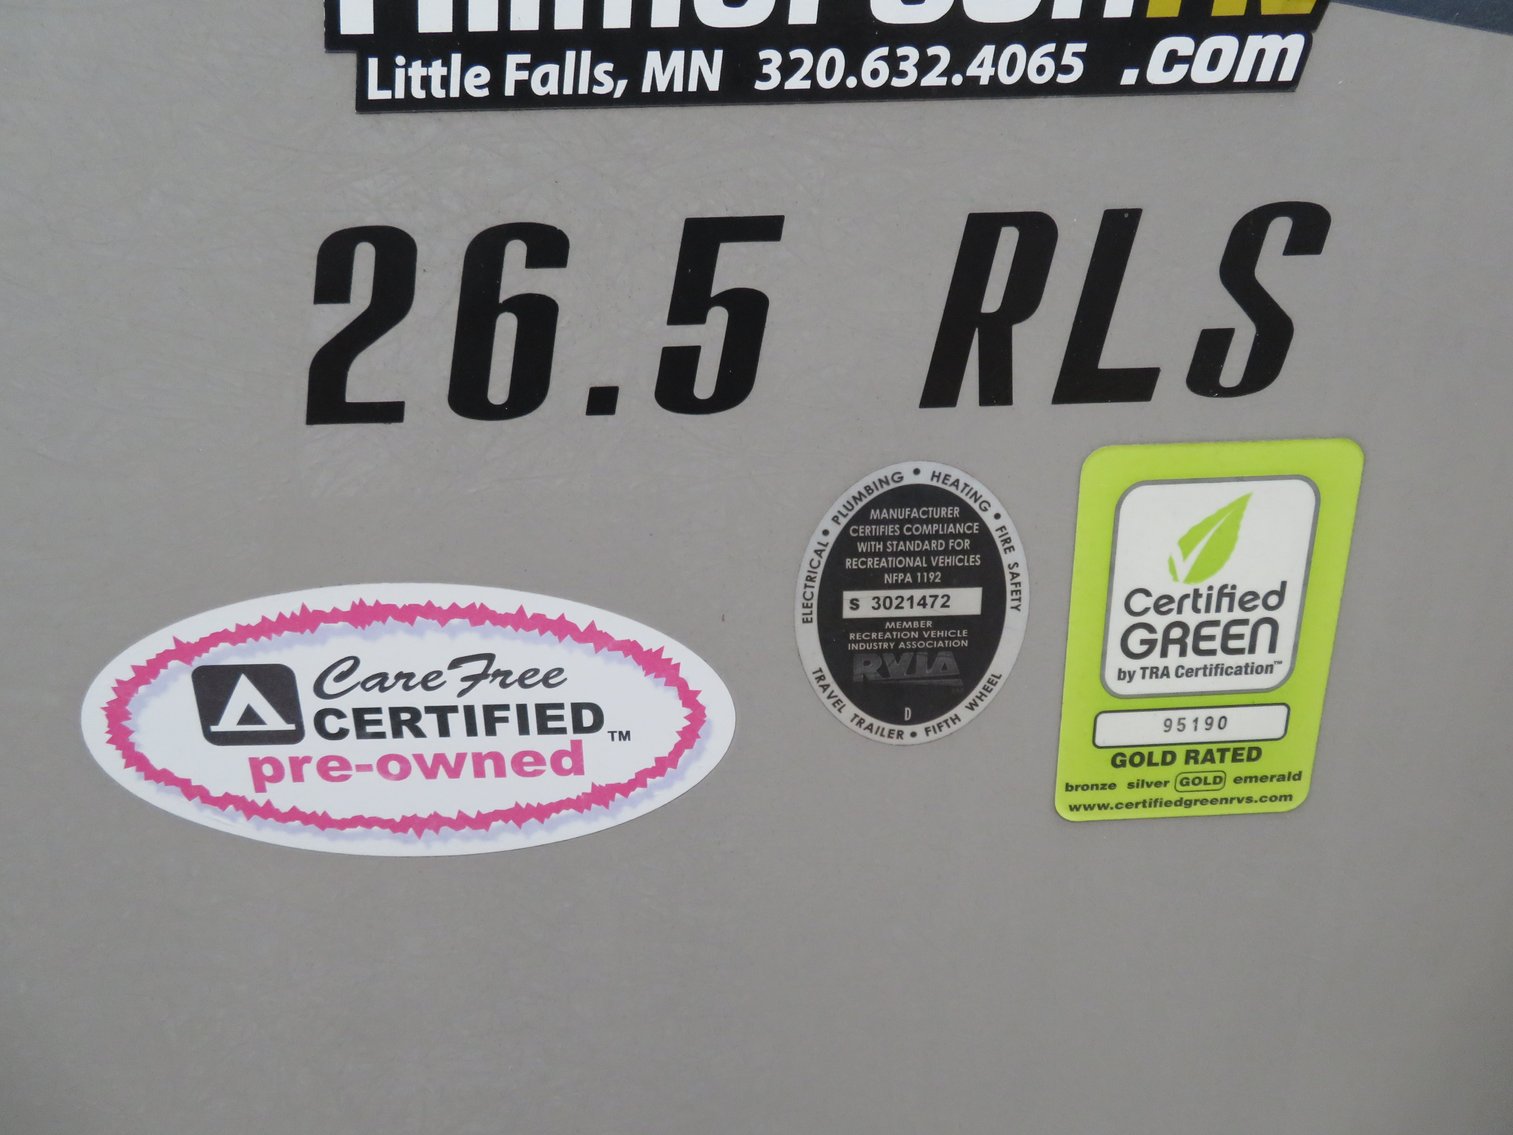 Little Falls, MN 320.632.4065 .com
26.5 RLS
CareFree
CERTIFIED™
pre-owned
ELECTRICAL • PLUMBING • HEATING • FIRE SAFETY
MANUFACTURER
CERTIFIES COMPLIANCE
WITH STANDARD FOR
RECREATIONAL VEHICLES
NFPA 1192
S 3021472
MEMBER
RECREATION VEHICLE
INDUSTRY ASSOCIATION
RVIA
D
TRAVEL TRAILER • FIFTH WHEEL
Certified
GREEN
by TRA Certification™
95190
GOLD RATED
bronze silver GOLD emerald
www.certifiedgreenrvs.com